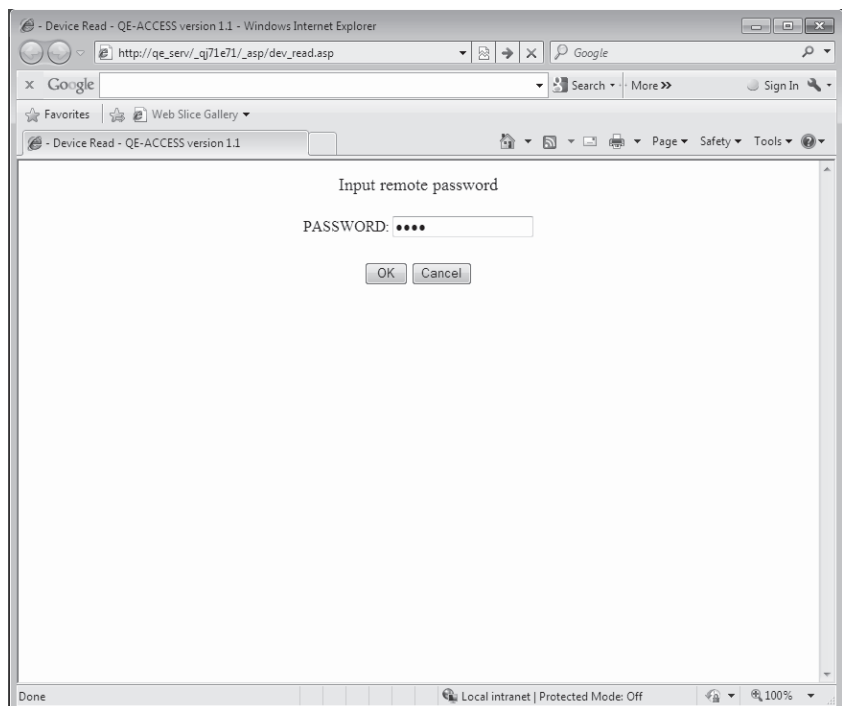 - Device Read - QE-ACCESS version 1.1 - Windows Internet Explorer
http://qe_serv/_qj71e71/_asp/dev_read.asp
Google
x Google Search More >> Sign In
Favorites Web Slice Gallery
- Device Read - QE-ACCESS version 1.1
Page Safety Tools
Input remote password
PASSWORD: ••••
OK Cancel
Done
Local intranet | Protected Mode: Off
100%